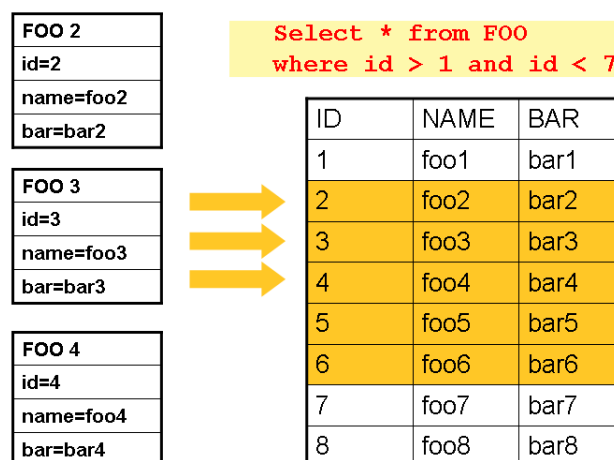 FOO 2
id=2
name=foo2
bar=bar2
FOO 3
id=3
name=foo3
bar=bar3
FOO 4
id=4
name=foo4
bar=bar4
Select * from FOO
where id > 1 and id < 7
ID NAME BAR
1 foo1 bar1
2 foo2 bar2
3 foo3 bar3
4 foo4 bar4
5 foo5 bar5
6 foo6 bar6
7 foo7 bar7
8 foo8 bar8